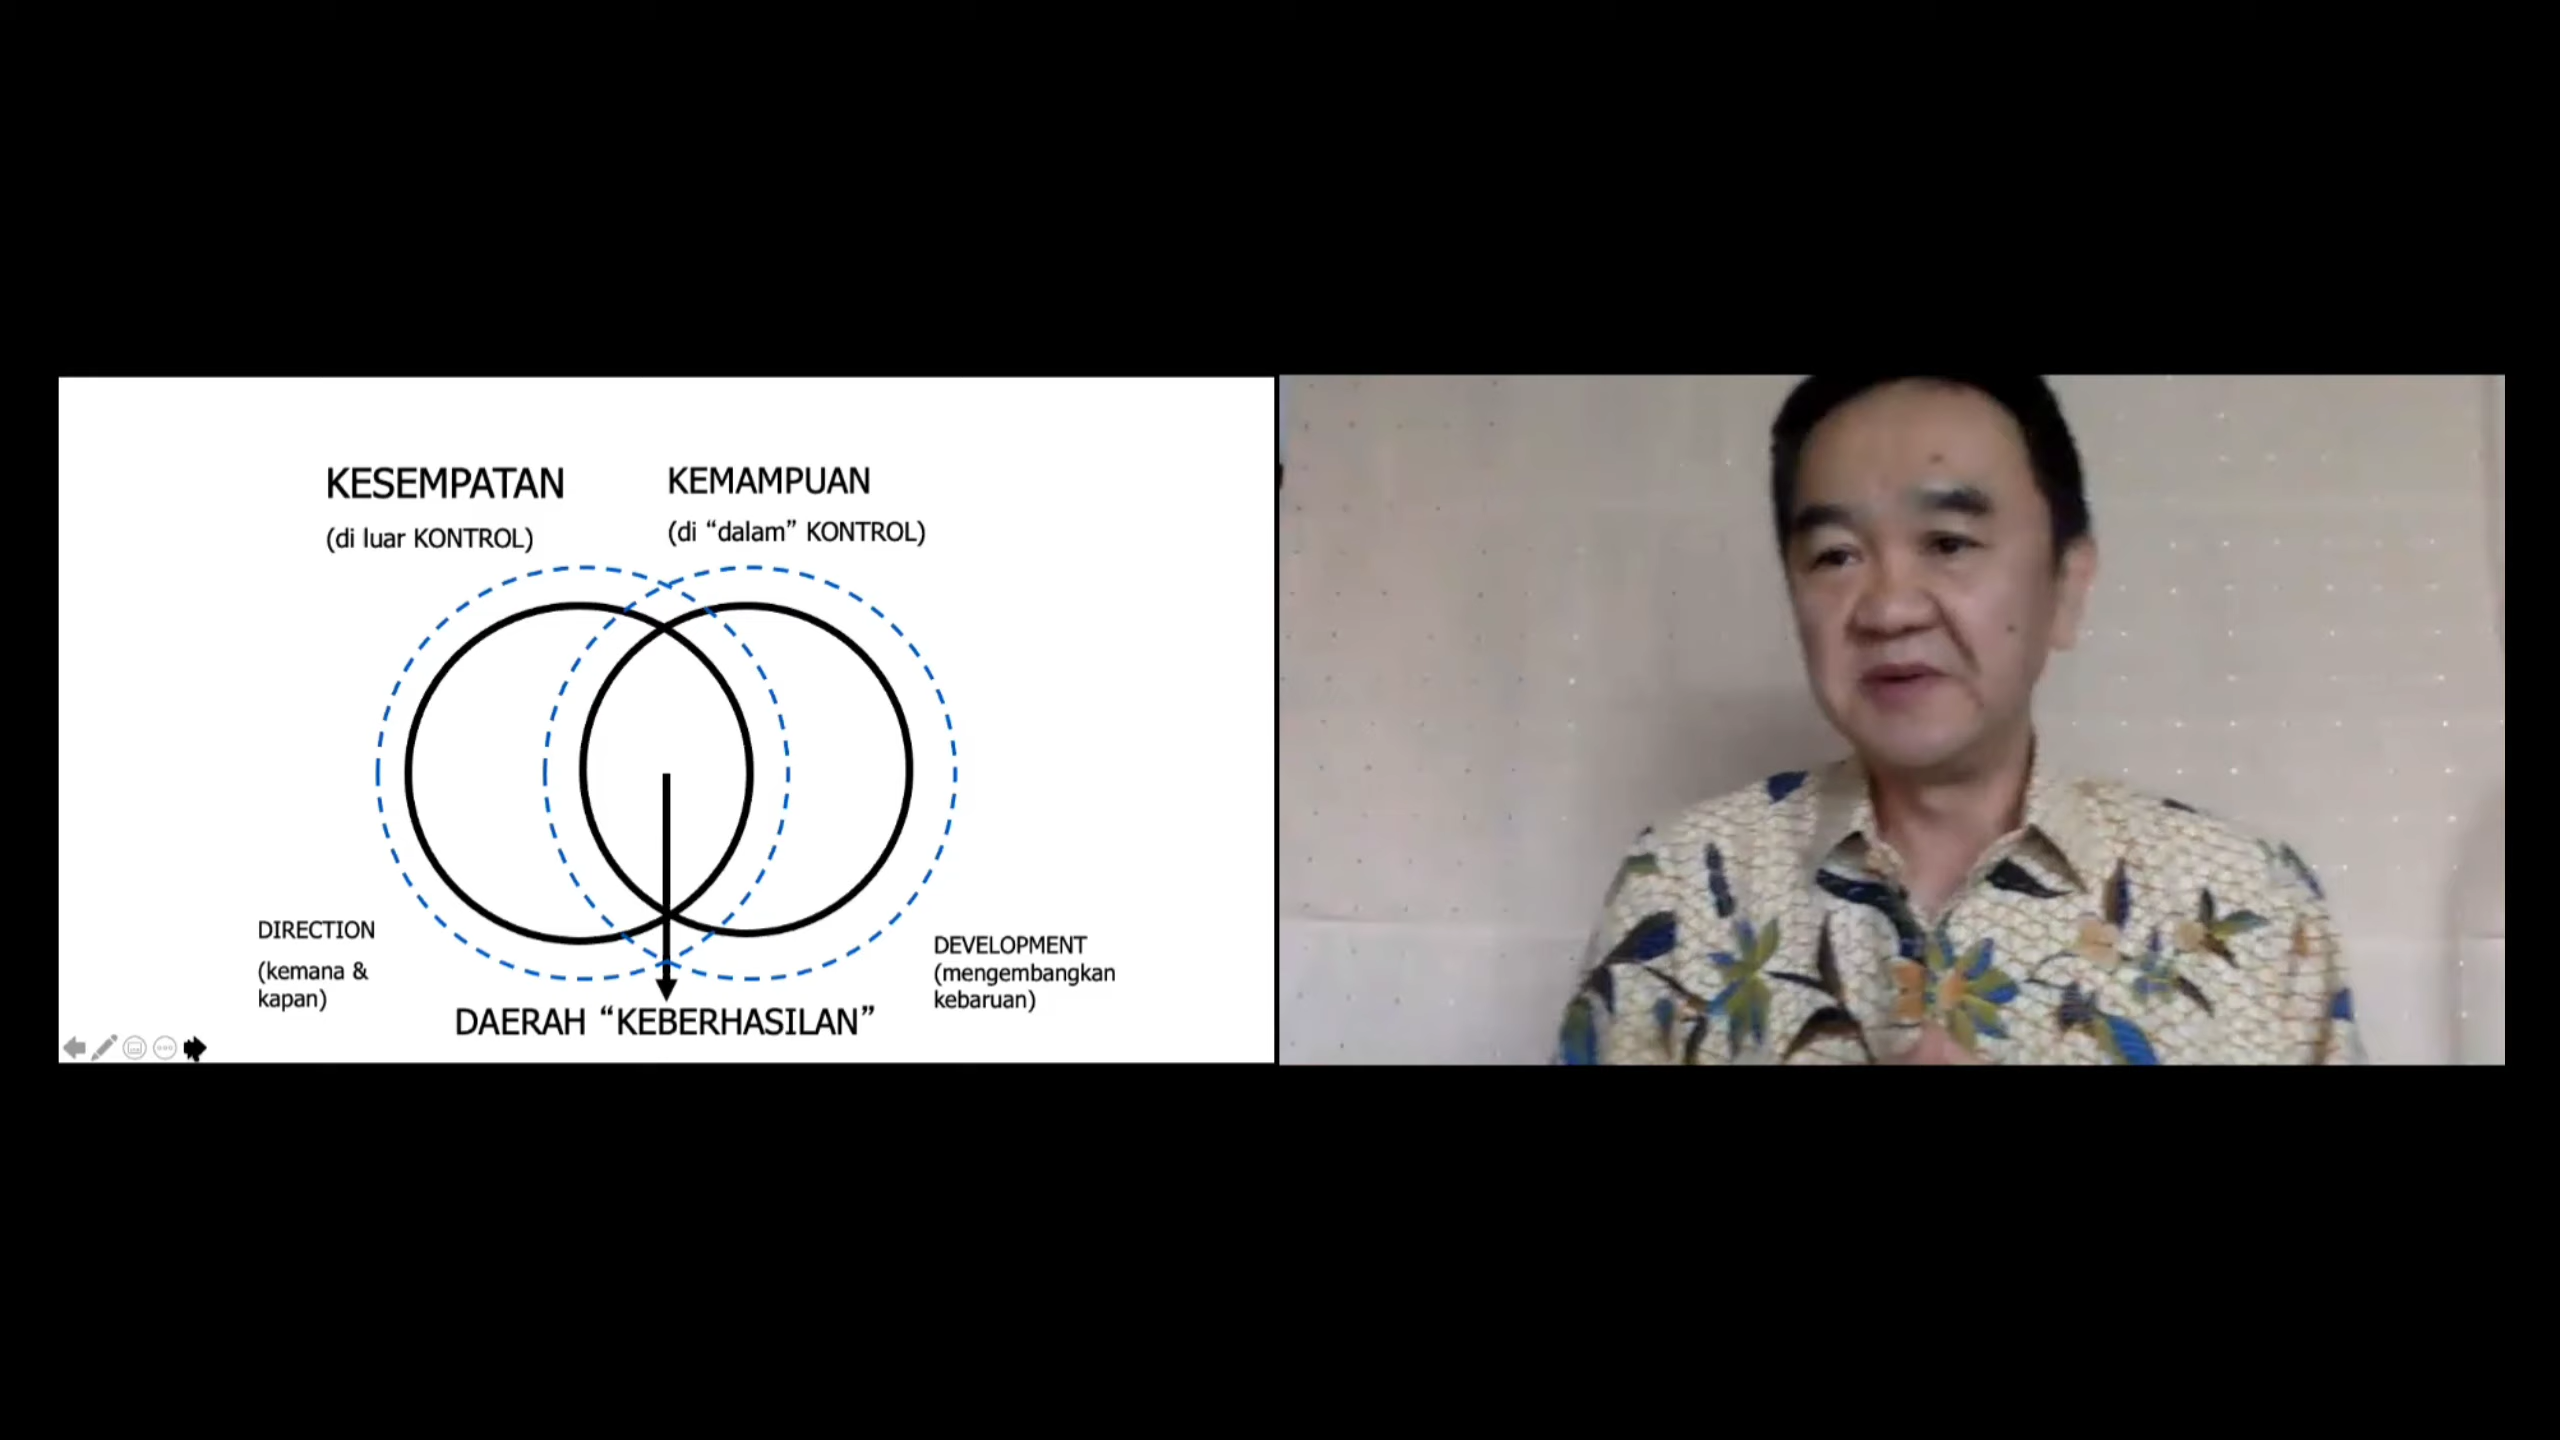 KESEMPATAN
(di luar KONTROL)
KEMAMPUAN
(di “dalam” KONTROL)
DIRECTION
(kemana &
kapan)
DEVELOPMENT
(mengembangkan
kebaruan)
DAERAH “KEBERHASILAN”